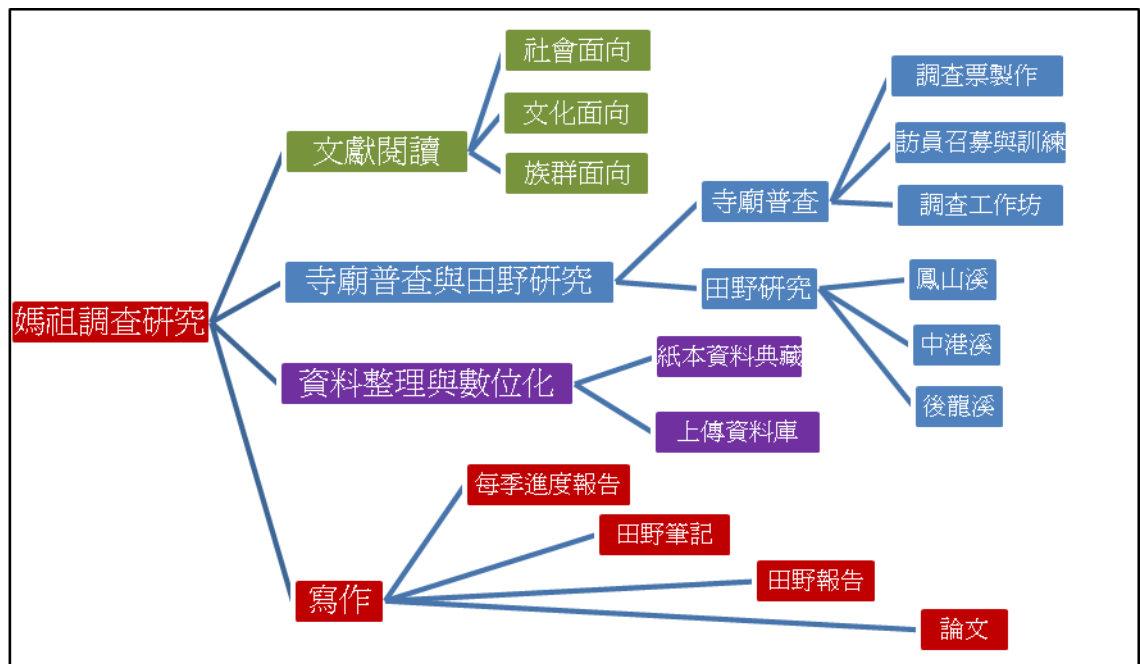 媽祖調查研究
文獻閱讀
社會面向
文化面向
族群面向
寺廟普查與田野研究
寺廟普查
調查票製作
訪員召募與訓練
調查工作坊
田野研究
鳳山溪
中港溪
後龍溪
資料整理與數位化
紙本資料典藏
上傳資料庫
寫作
每季進度報告
田野筆記
田野報告
論文